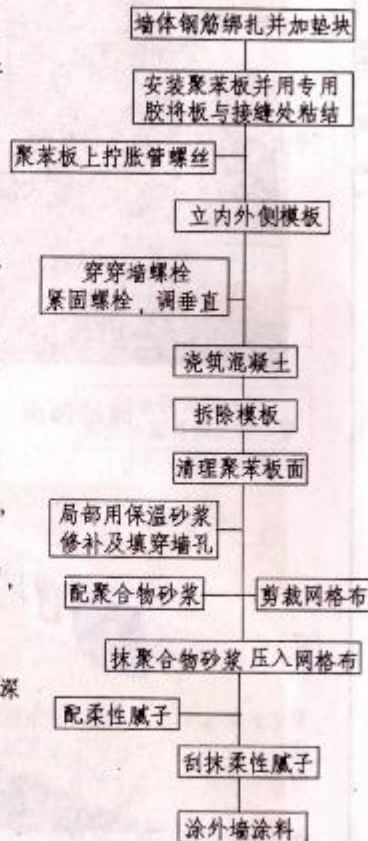 墙体钢筋绑扎并加垫块
安装聚苯板并用专用
胶将板与接缝处粘结
聚苯板上拧胀管螺丝
立内外侧模板
穿穿墙螺栓
紧固螺栓，调垂直
浇筑混凝土
拆除模板
清理聚苯板面
，
局部用保温砂浆
修补及填穿墙孔
，
配聚合物砂浆
剪裁网格布
抹聚合物砂浆 压入网格布
深
配柔性腻子
刮抹柔性腻子
涂外墙涂料